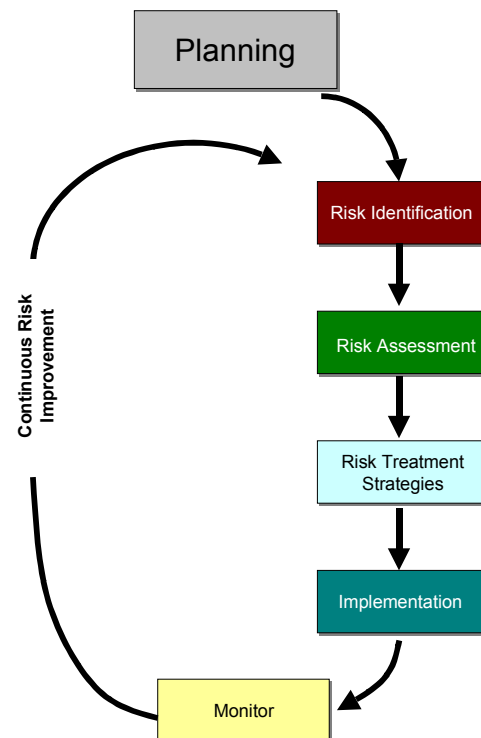 Planning
Risk Identification
Risk Assessment
Risk Treatment
Strategies
Implementation
Monitor
Continuous Risk
Improvement